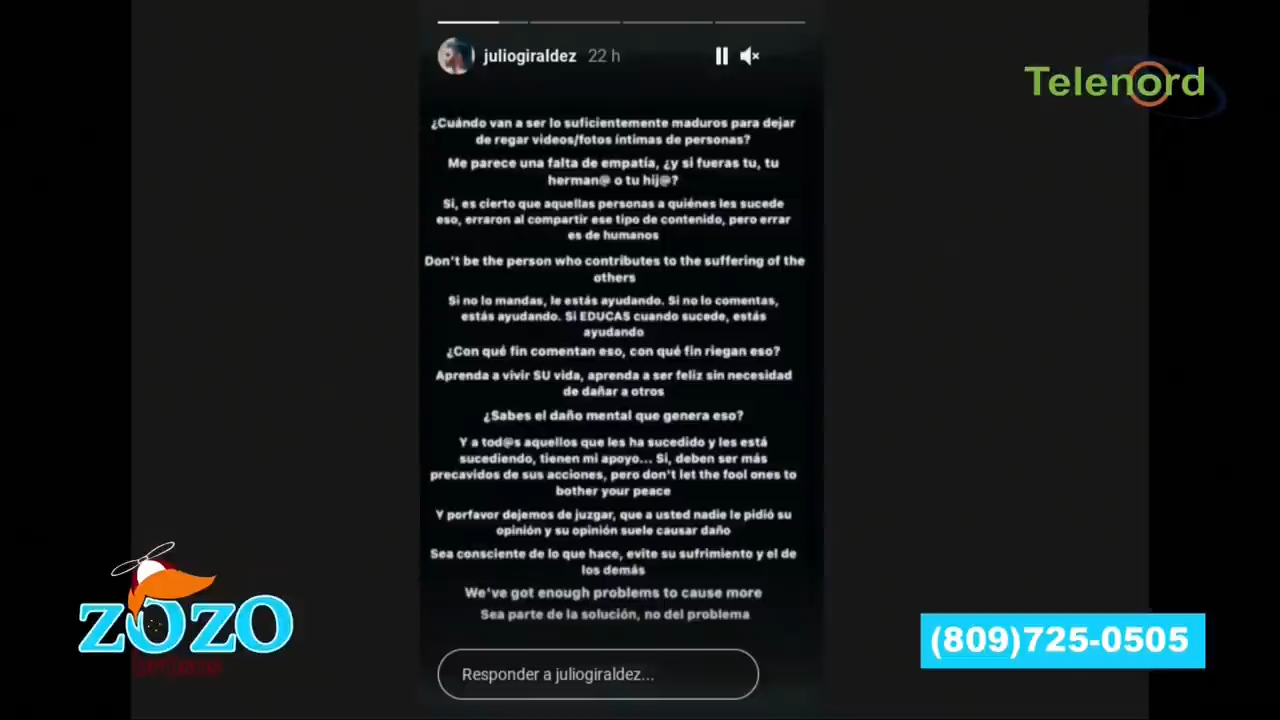 juliogiraldez 22 h
Telenord
¿Cuándo van a ser lo suficientemente maduros para dejar
de regar videos/fotos íntimas de personas?
Me parece una falta de empatía, ¿y si fueras tu, tu
herman@ o tu hij@?
Si, es cierto que aquellas personas a quiénes les sucede
eso, erraron al compartir ese tipo de contenido, pero errar
es de humanos
Don't be the person who contributes to the suffering of the
others
Si no lo mandas, le estás ayudando. Si no lo comentas,
estás ayudando. Si EDUCAS cuando sucede, estás
ayudando
¿Con qué fin comentan eso, con qué fin riegan eso?
Aprenda a vivir SU vida, aprenda a ser feliz sin necesidad
de dañar a otros
¿Sabes el daño mental que genera eso?
Y a tod@s aquellos que les ha sucedido y les está
sucediendo, tienen mi apoyo... Si, deben ser más
precavidos de sus acciones, pero don't let the fool ones to
bother your peace
Y porfavor dejemos de juzgar, que a usted nadie le pidió su
opinión y su opinión suele causar daño
Sea consciente de lo que hace, evite su sufrimiento y el de
los demás
We've got enough problems to cause more
Sea parte de la solución, no del problema
ZOZO
(809)725-0505
Responder a juliogiraldez...